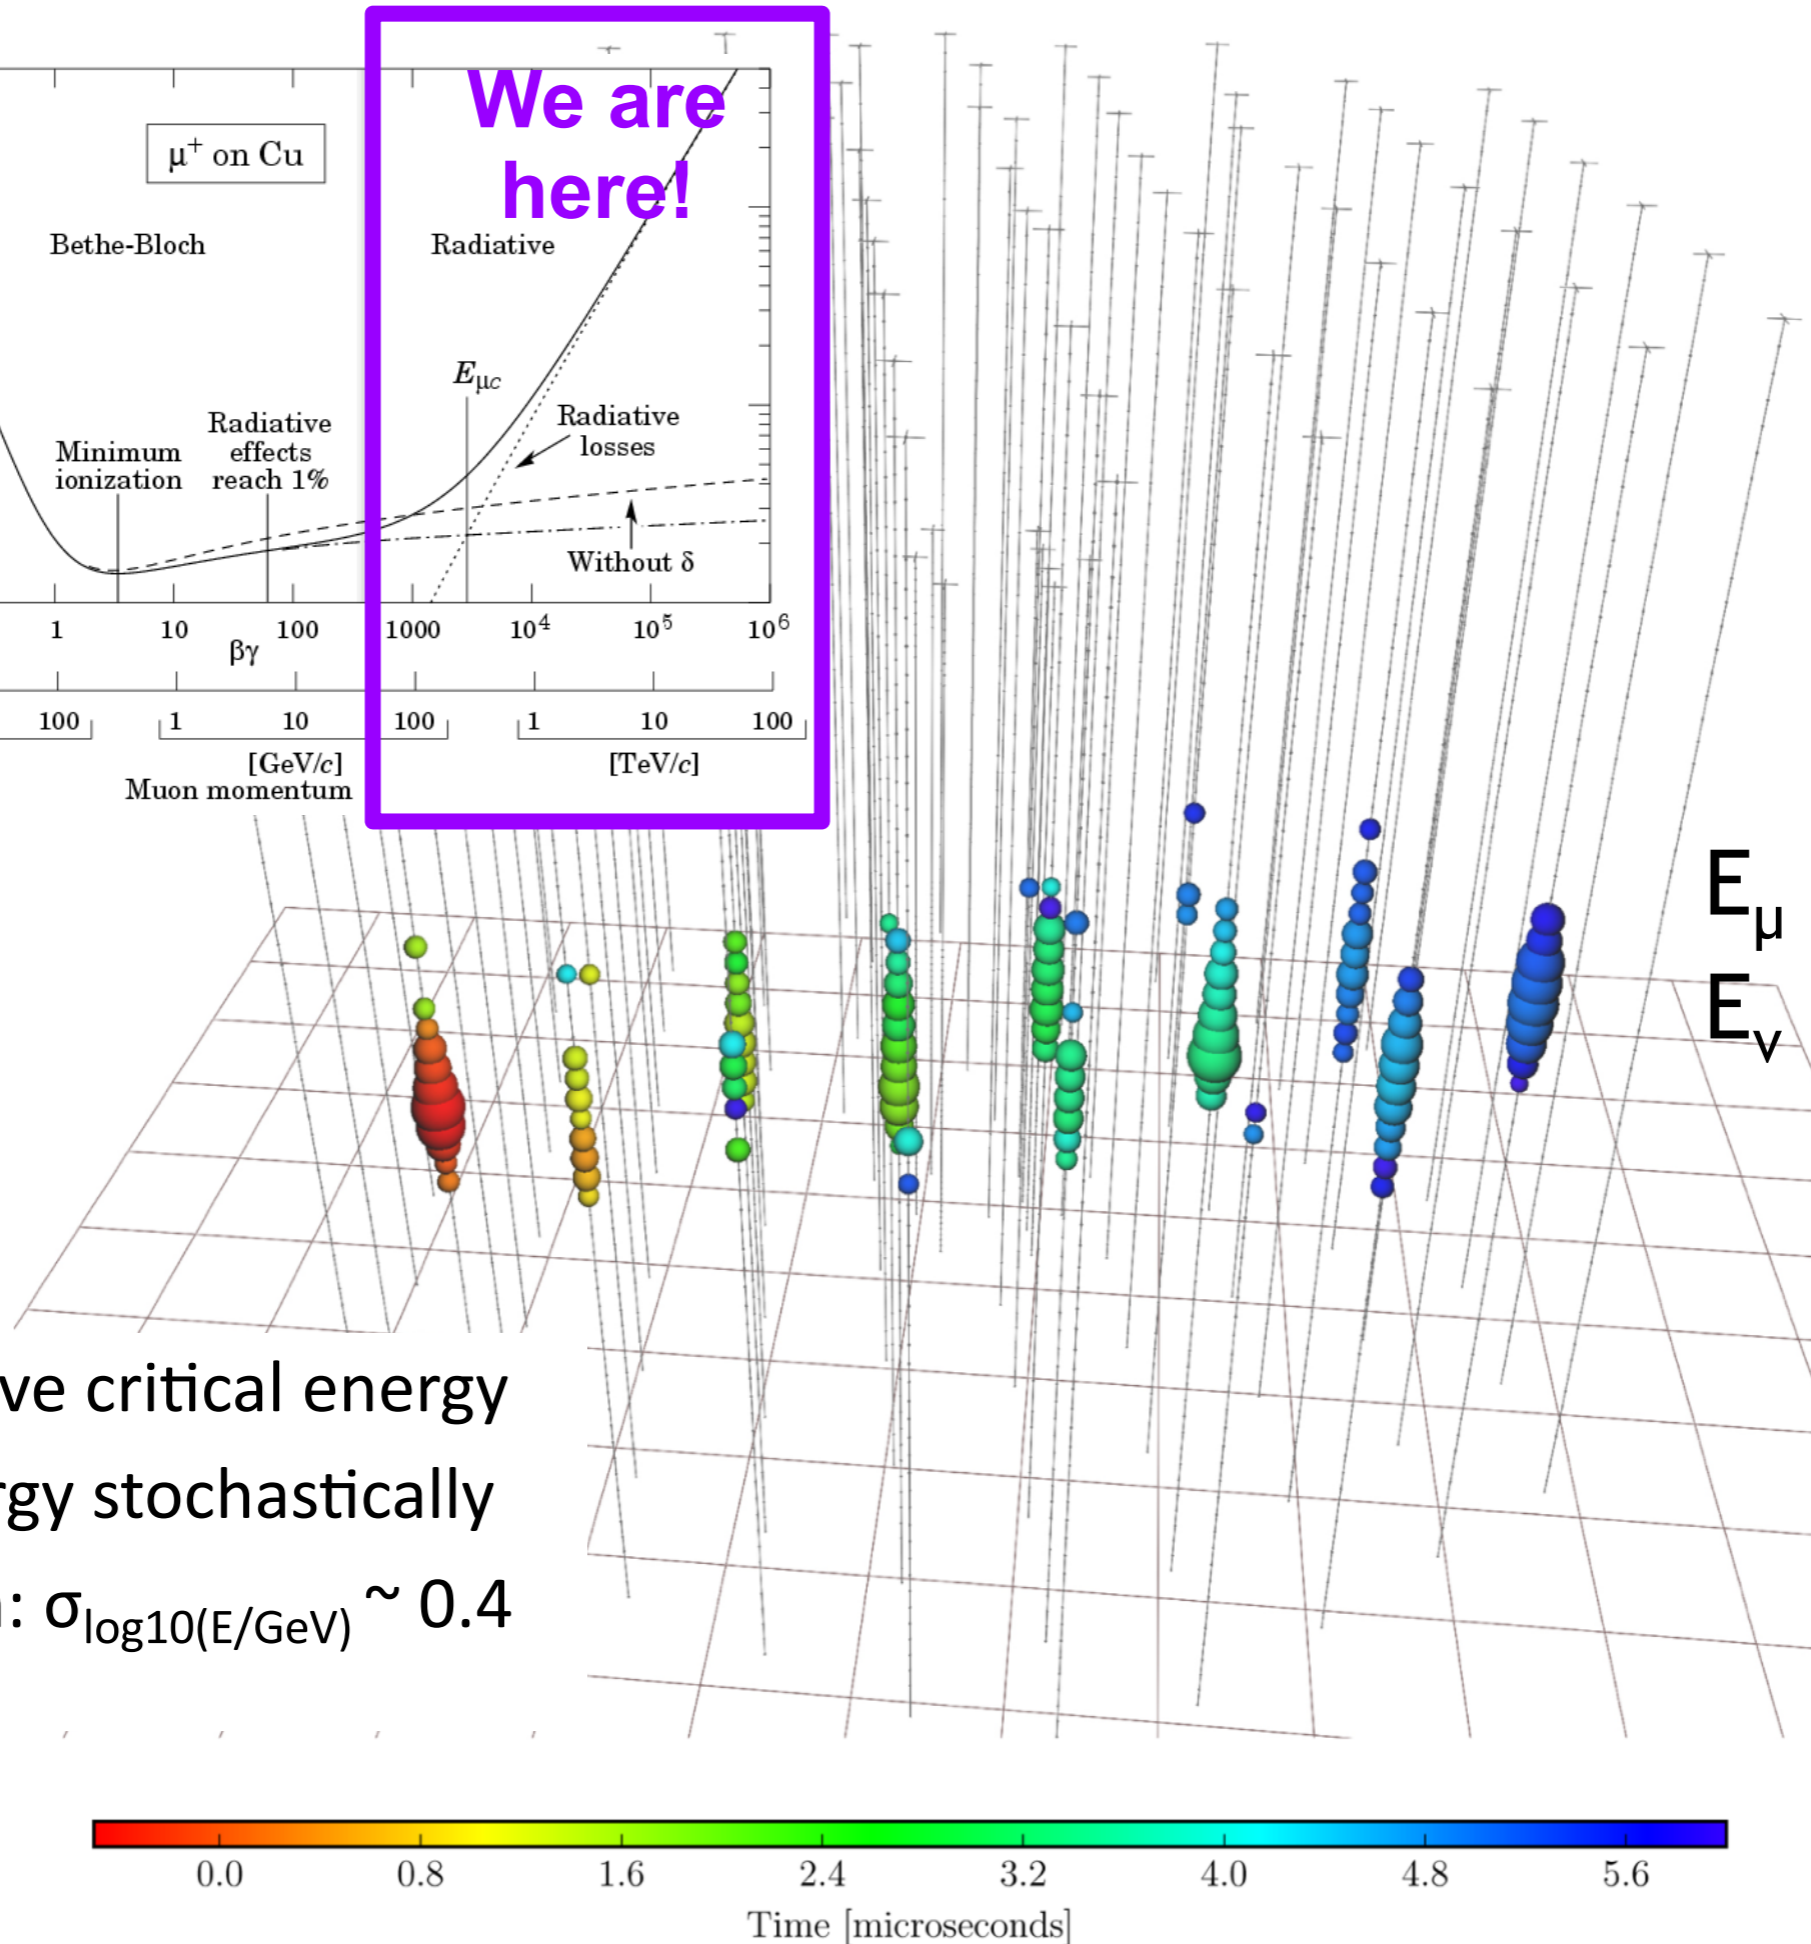 We are
here!
μ⁺ on Cu
Bethe-Bloch
Radiative
E_μc
Radiative
losses
Minimum
ionization
Radiative
effects
reach 1%
Without δ
1 10 100 1000 10⁴ 10⁵ 10⁶
βγ
100 1 10 100 1 10 100
[GeV/c] [TeV/c]
Muon momentum
E_μ
E_ν
ve critical energy
rgy stochastically
: σ_log10(E/GeV) ~ 0.4
0.0 0.8 1.6 2.4 3.2 4.0 4.8 5.6
Time [microseconds]